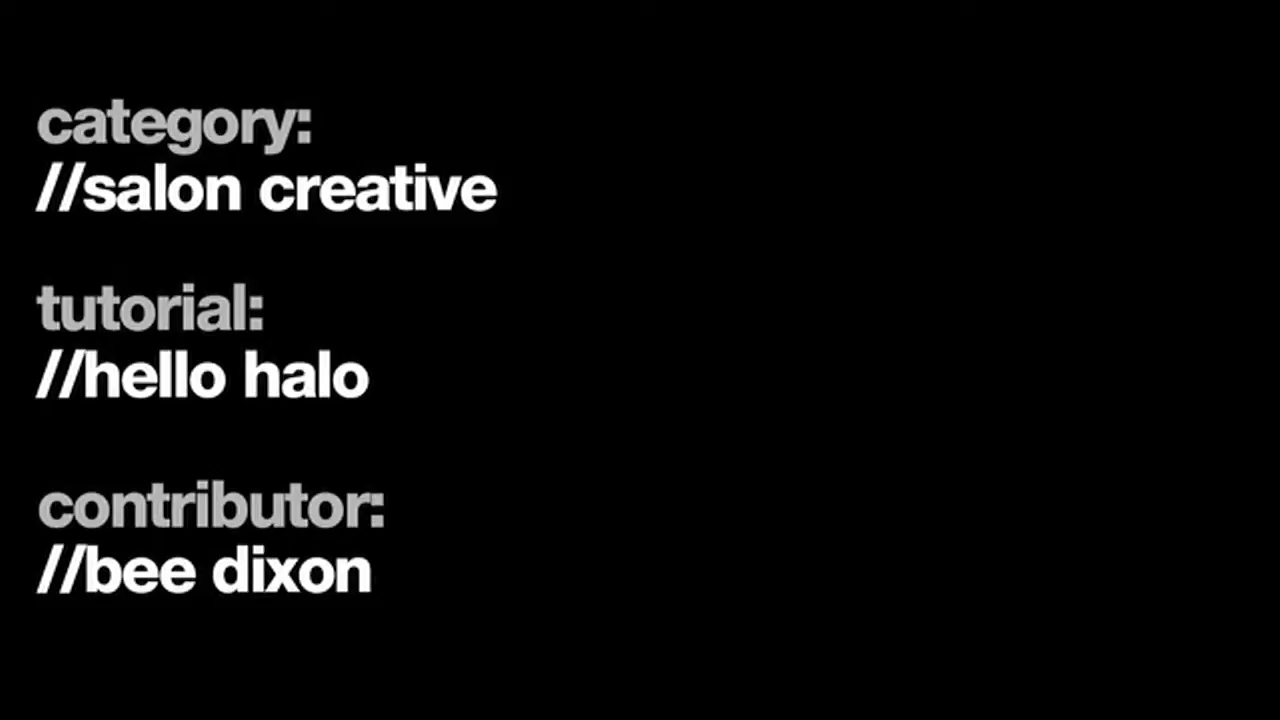 category:
//salon creative
tutorial:
//hello halo
contributor:
//bee dixon